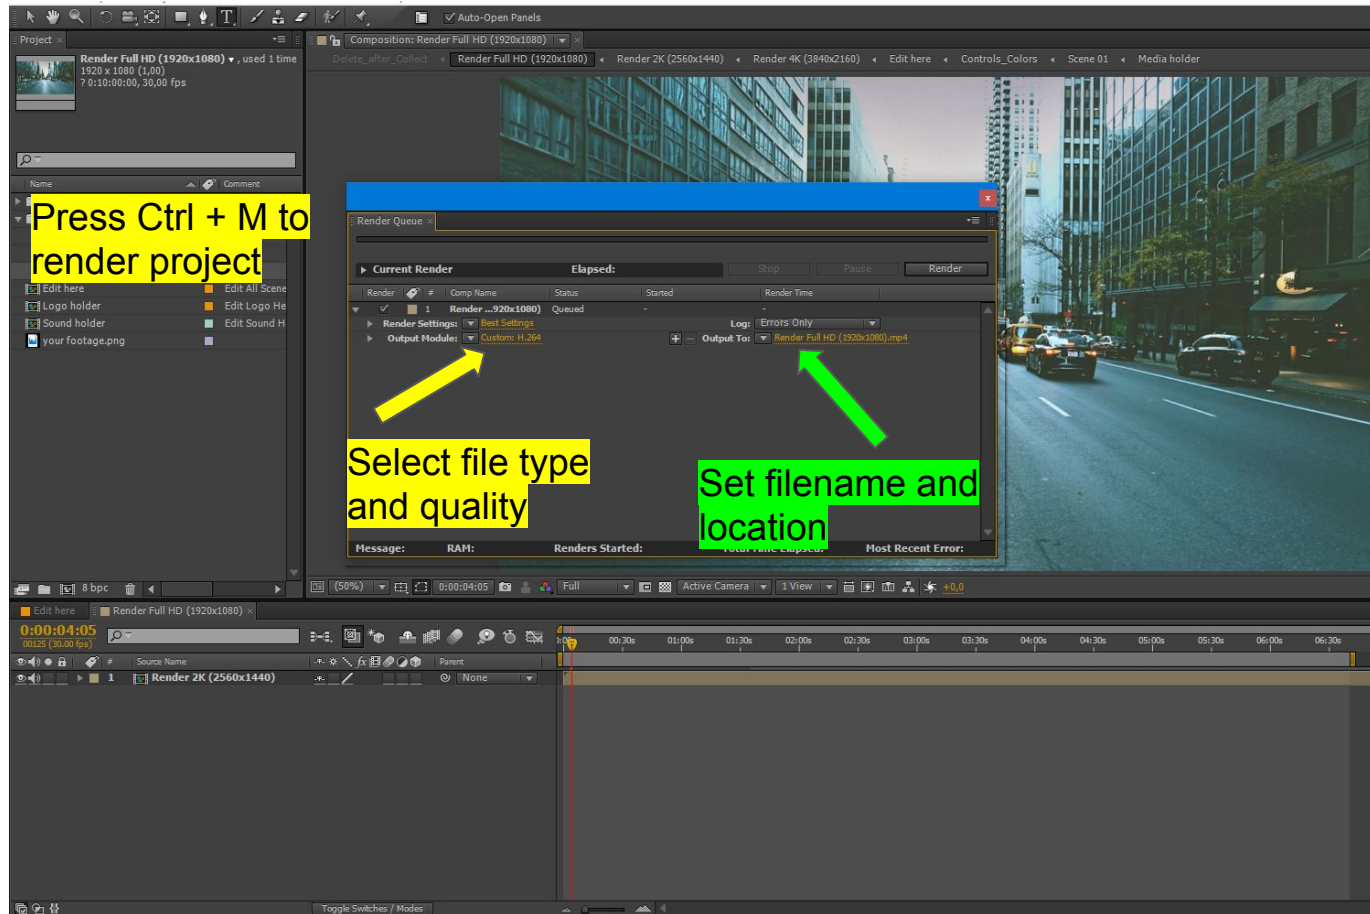 Auto-Open Panels
Project
Render Full HD (1920x1080) , used 1 time
1920 x 1080 (1,00)
? 0:10:00:00, 30,00 fps
Name
Comment
Press Ctrl + M to
render project
Edit here
Edit All Scene
Logo holder
Edit Logo He
Sound holder
Edit Sound H
your footage.png
8 bpc
Composition: Render Full HD (1920x1080)
Delete_after_Collect
Render Full HD (1920x1080)
Render 2K (2560x1440)
Render 4K (3840x2160)
Edit here
Controls_Colors
Scene 01
Media holder
Render Queue
Current Render
Elapsed:
Stop
Pause
Render
Render
#
Comp Name
Status
Started
Render Time
1
Render ...920x1080)
Queued
-
-
Render Settings:
Best Settings
Log:
Errors Only
Output Module:
Custom: H.264
Output To:
Render Full HD (1920x1080).mp4
Select file type
and quality
Set filename and
location
Message:
RAM:
Renders Started:
Total Time Elapsed:
Most Recent Error:
(50%)
0:00:04:05
Full
Active Camera
1 View
+0,0
Edit here
Render Full HD (1920x1080)
0:00:04:05
00125 (30.00 fps)
#
Source Name
fx
Parent
1
Render 2K (2560x1440)
None
00:30s
01:00s
01:30s
02:00s
02:30s
03:00s
03:30s
04:00s
04:30s
05:00s
05:30s
06:00s
06:30s
Toggle Switches / Modes